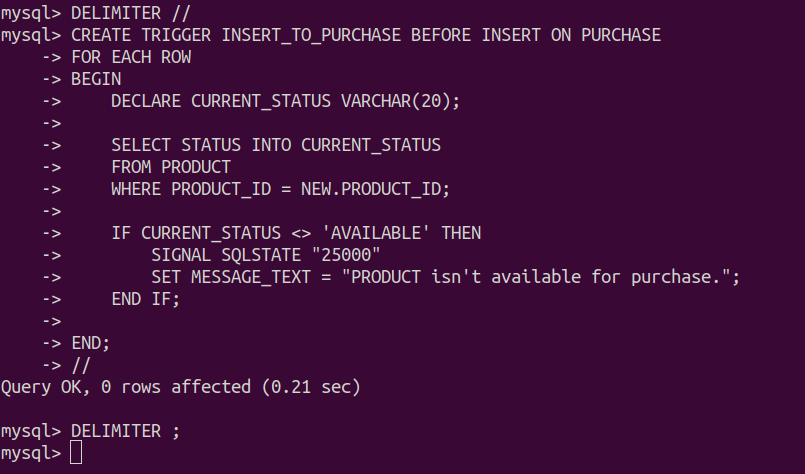 mysql> DELIMITER //
mysql> CREATE TRIGGER INSERT_TO_PURCHASE BEFORE INSERT ON PURCHASE
    -> FOR EACH ROW
    -> BEGIN
    ->     DECLARE CURRENT_STATUS VARCHAR(20);
    ->
    ->     SELECT STATUS INTO CURRENT_STATUS
    ->     FROM PRODUCT
    ->     WHERE PRODUCT_ID = NEW.PRODUCT_ID;
    ->
    ->     IF CURRENT_STATUS <> 'AVAILABLE' THEN
    ->         SIGNAL SQLSTATE "25000"
    ->         SET MESSAGE_TEXT = "PRODUCT isn't available for purchase.";
    ->     END IF;
    ->
    -> END;
    -> //
Query OK, 0 rows affected (0.21 sec)

mysql> DELIMITER ;
mysql>